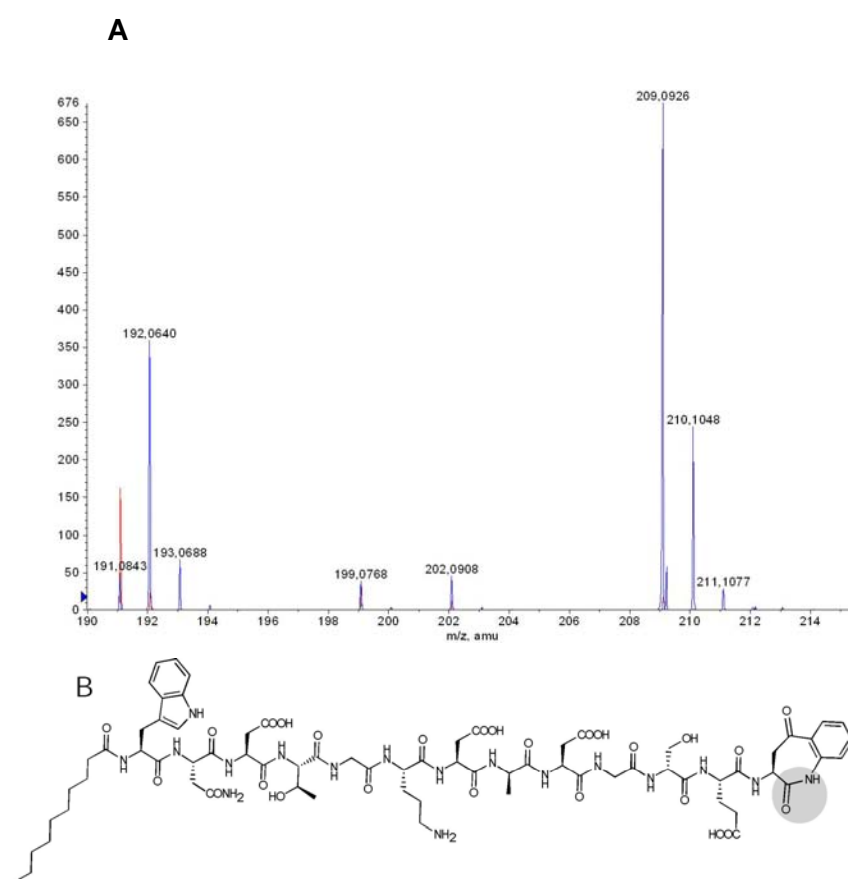 A
676
650
600
550
500
450
400
350
300
250
200
150
100
50
0
209,0926
192,0640
210,1048
191,0843
193,0688
199,0768
202,0908
211,1077
190 192 194 196 198 200 202 204 206 208 210 212 214
m/z, amu
B
O
N
H
NH
O
H
N
CONH2
O
N
H
COOH
O
H
N
HO
O
N
H
O
H
N
NH2
O
N
H
COOH
O
H
N
O
N
H
COOH
O
H
N
O
N
H
OH
O
H
N
HOOC
O
N
H
O
O
NH